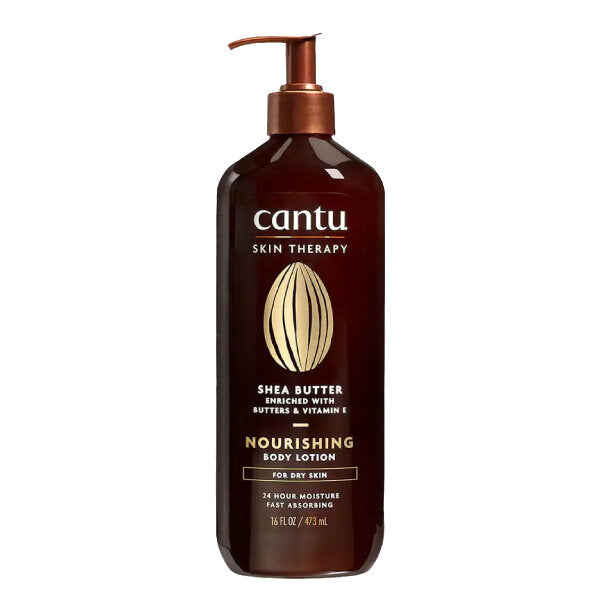 cantu
SKIN THERAPY
SHEA BUTTER
ENRICHED WITH
BUTTERS & VITAMIN E
NOURISHING
BODY LOTION
FOR DRY SKIN
24 HOUR MOISTURE
FAST ABSORBING
16 FL OZ / 473 mL